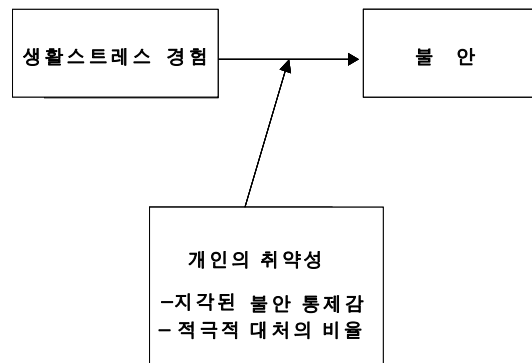 생활스트레스 경험
불 안
개인의 취약성
-지각된 불안 통제감
- 적극적 대처의 비율